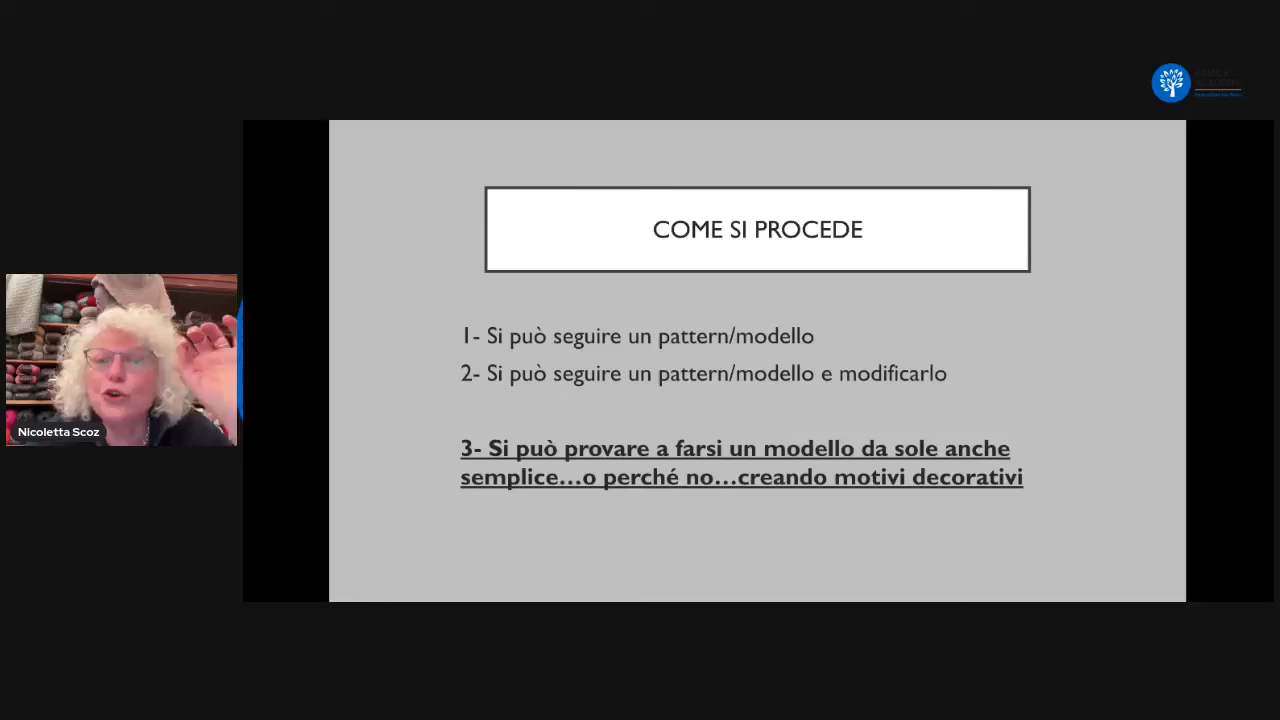 COME SI PROCEDE
1- Si può seguire un pattern/modello
2- Si può seguire un pattern/modello e modificarlo
3- Si può provare a farsi un modello da sole anche
semplice...o perché no...creando motivi decorativi
Nicoletta Scoz